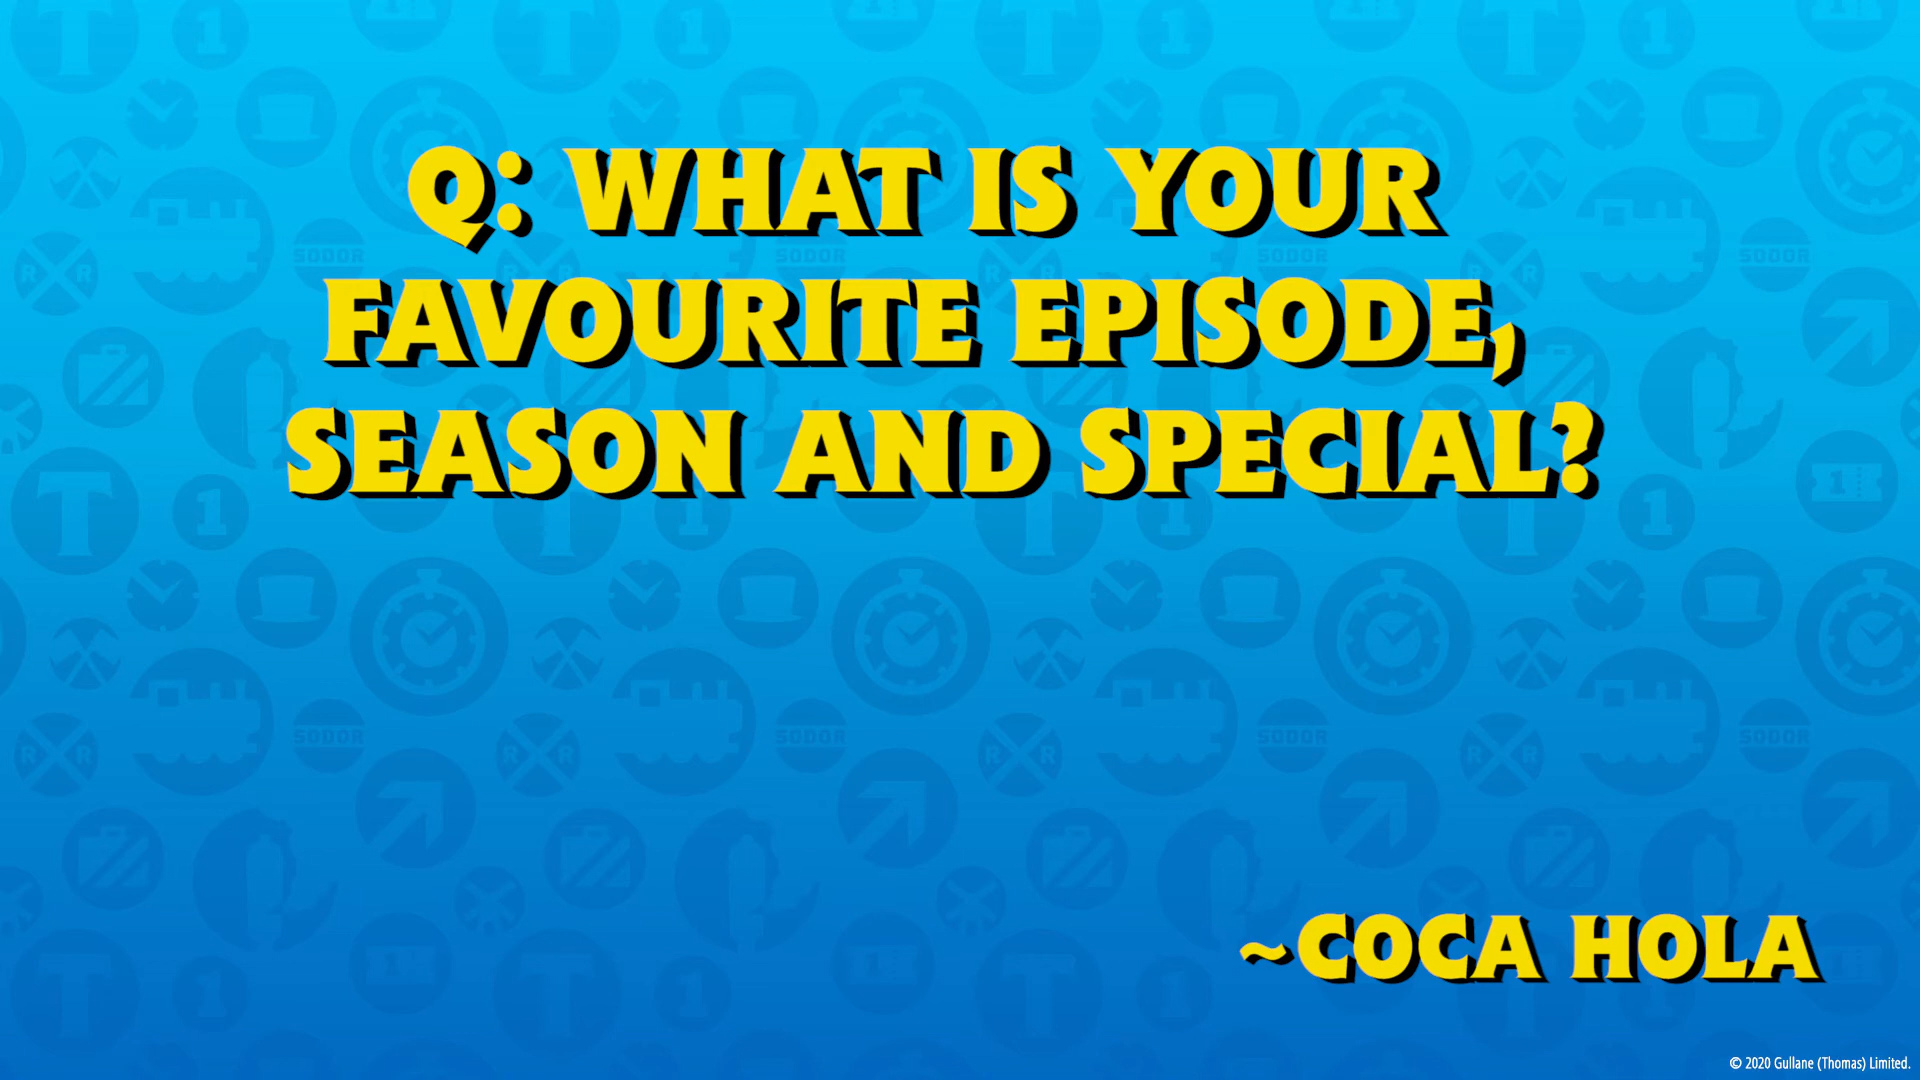 Q: WHAT IS YOUR
FAVOURITE EPISODE,
SEASON AND SPECIAL?
~COCA HOLA
© 2020 Gullane (Thomas) Limited.